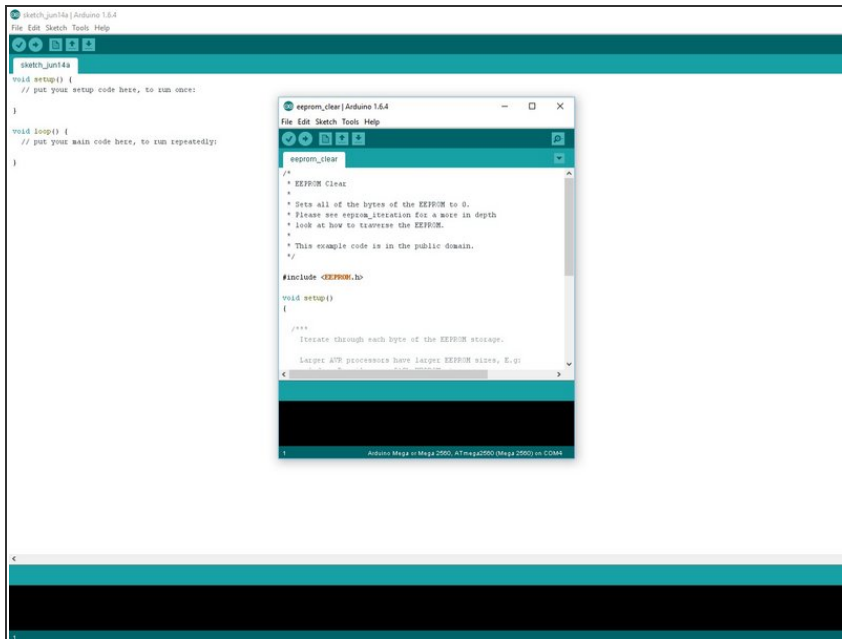 sketch_jun14a | Arduino 1.6.4
File Edit Sketch Tools Help
sketch_jun14a
void setup() {
// put your setup code here, to run once:
}
void loop() {
// put your main code here, to run repeatedly:
}
eeprom_clear | Arduino 1.6.4
File Edit Sketch Tools Help
eeprom_clear
/*
* EEPROM Clear
*
* Sets all of the bytes of the EEPROM to 0.
* Please see eeprom_iteration for a more in depth
* look at how to traverse the EEPROM.
*
* This example code is in the public domain.
*/
#include <EEPROM.h>
void setup()
{
/***
Iterate through each byte of the EEPROM storage.
Larger AVR processors have larger EEPROM sizes, E.g:
1
Arduino Mega or Mega 2560, ATmega2560 (Mega 2560) on COM4
1